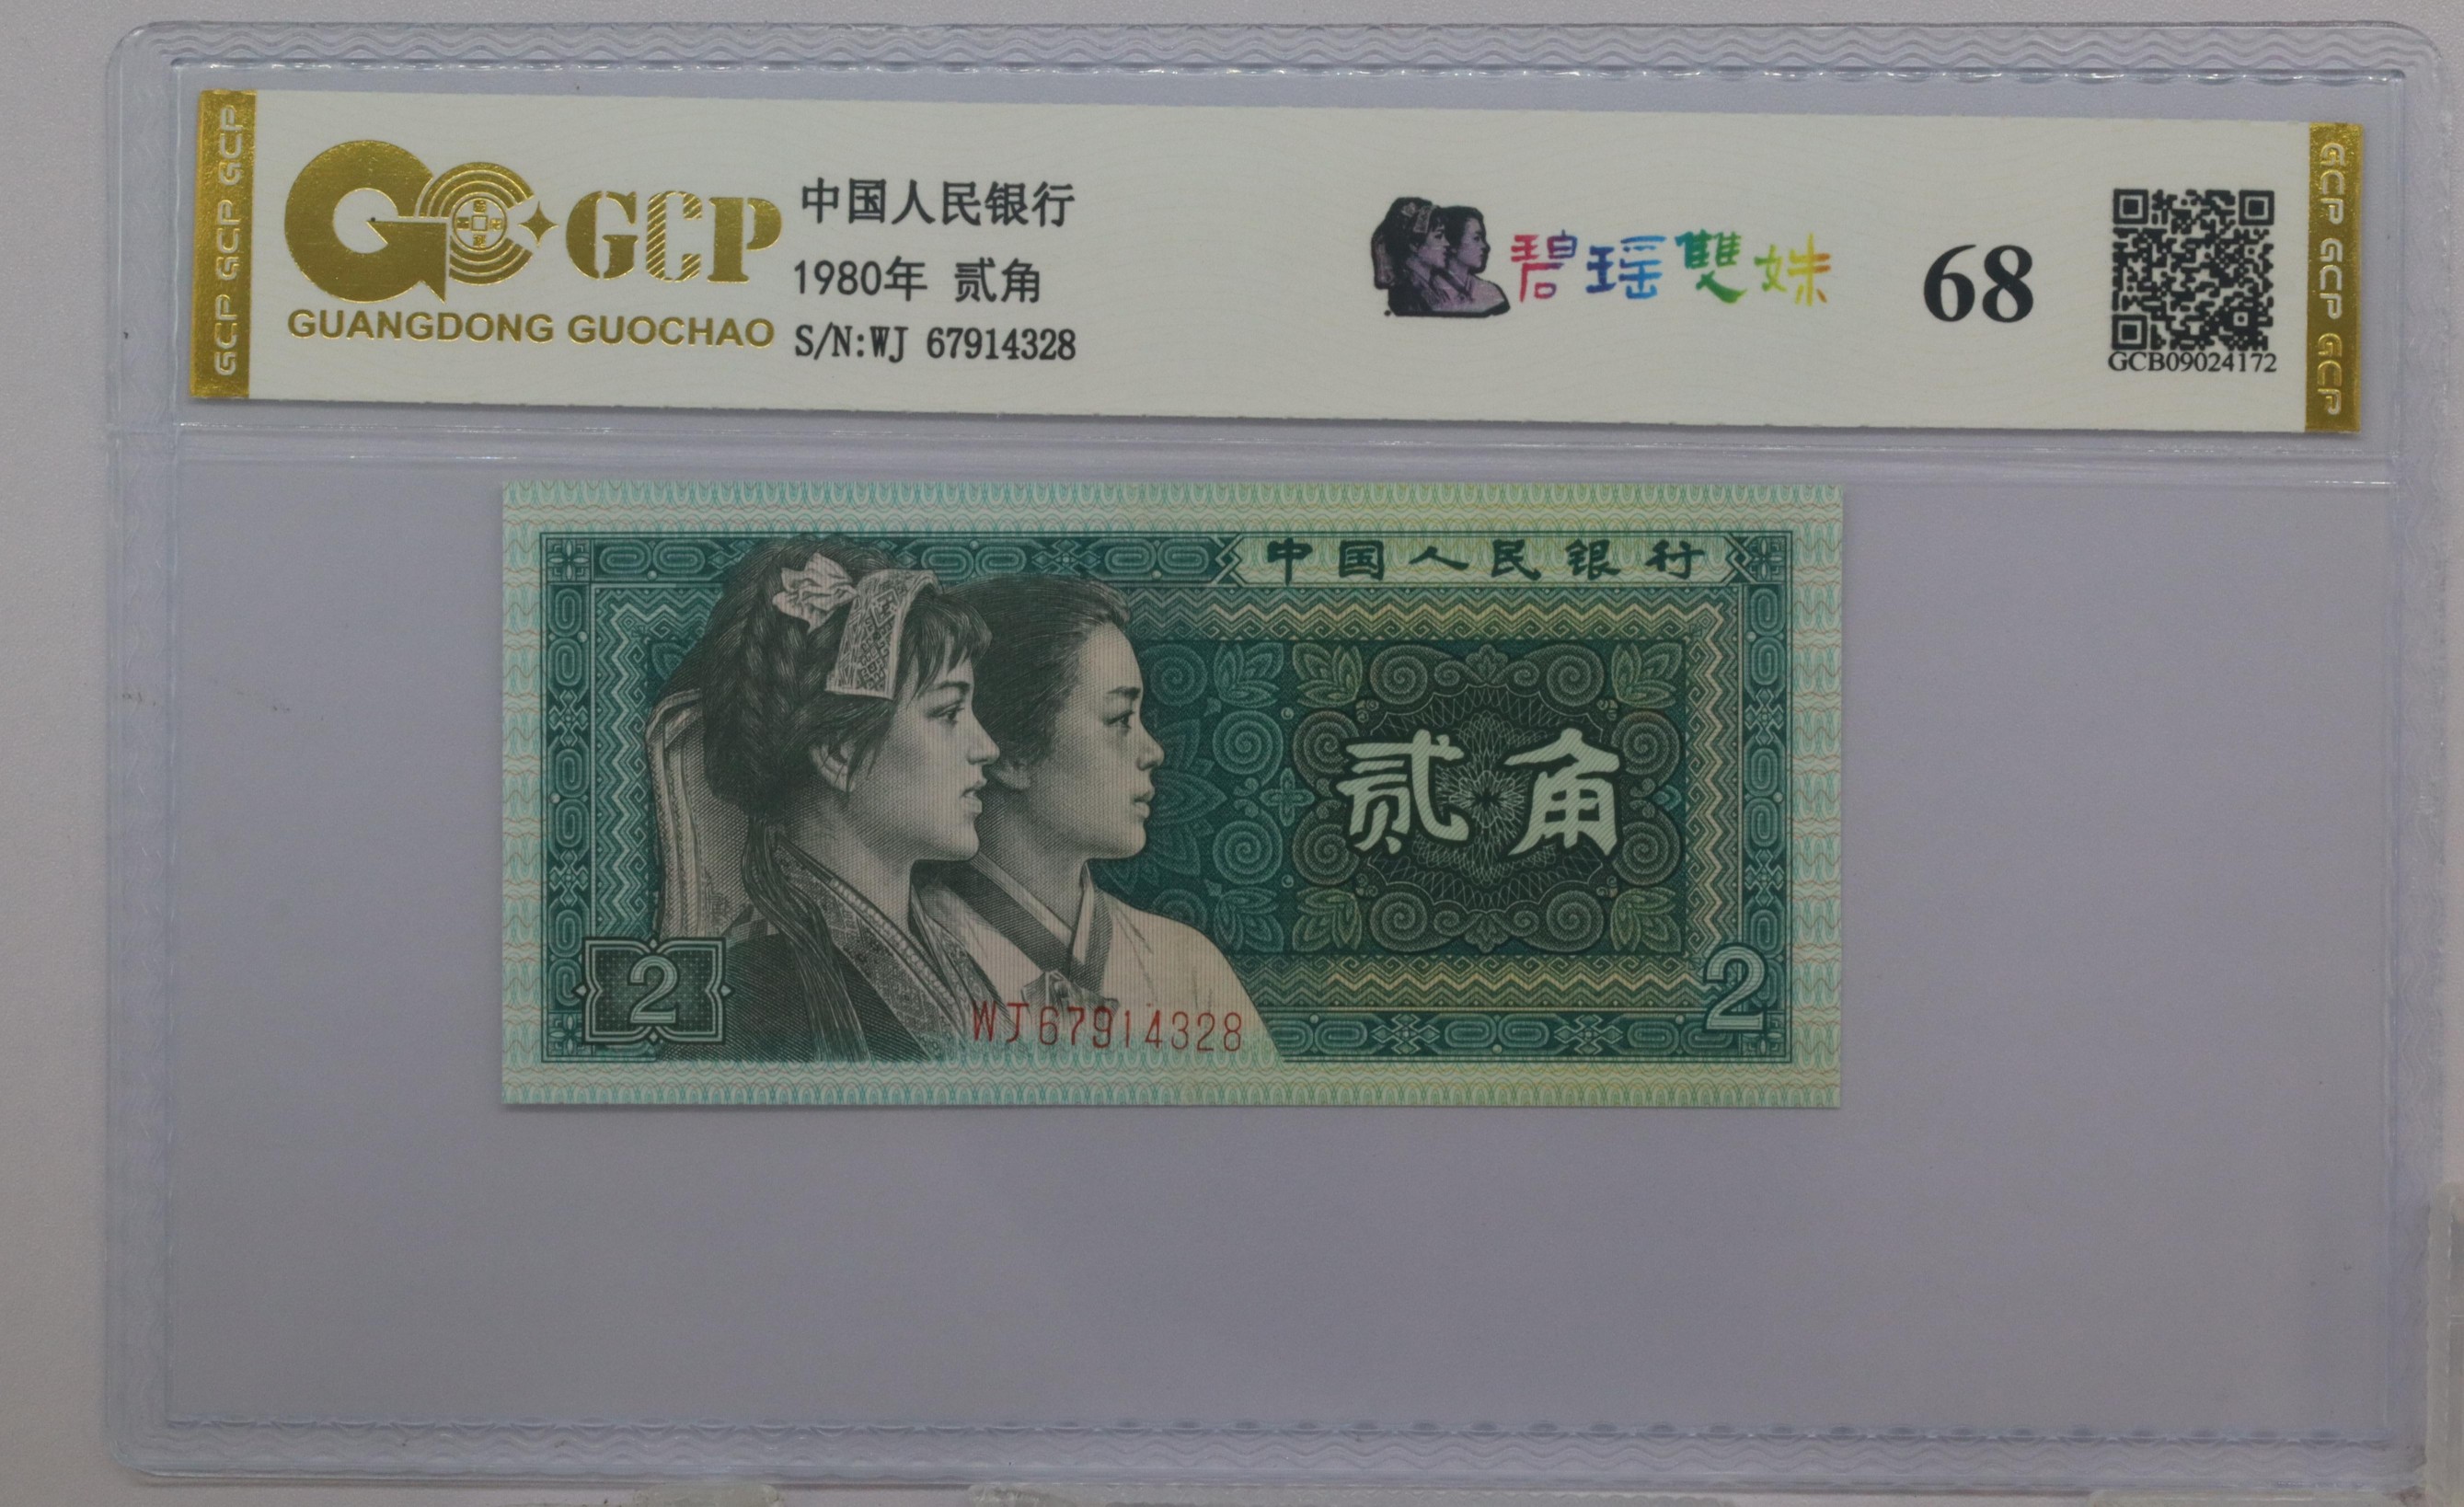 GCP GCP GCP
GCP
GUANGDONG GUOCHAO
中国人民银行
1980年 贰角
S/N:WJ 67914328
碧瑶雙姝
68
GCB09024172
GCP GCP GCP
中国人民银行
贰角
2
2
WJ67914328